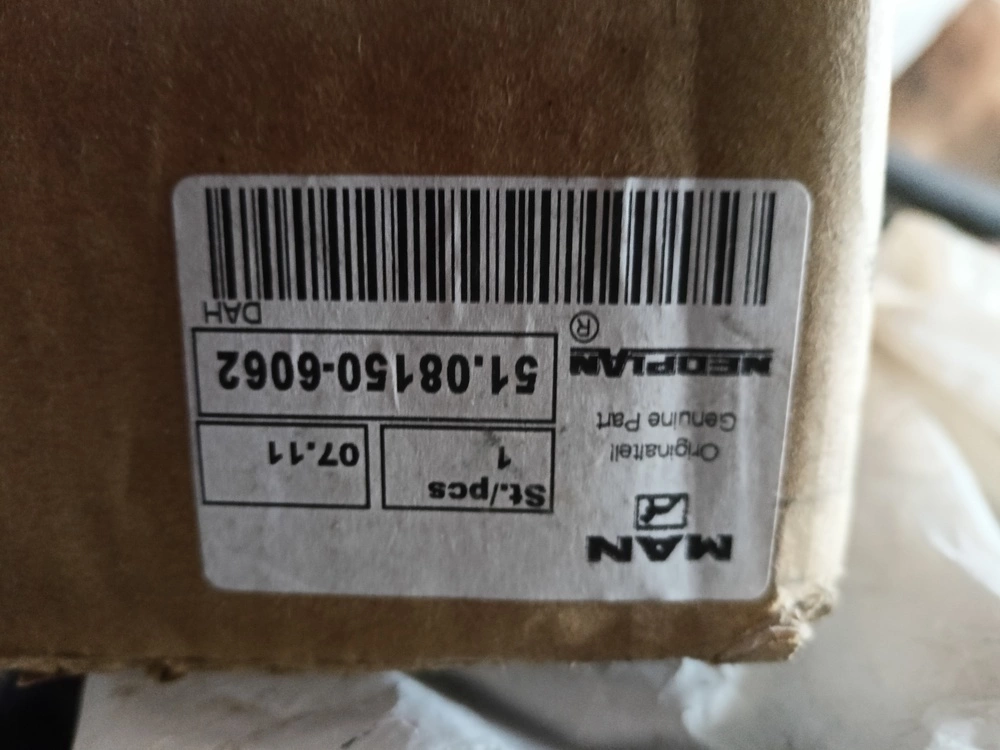 MAN
Originalteil
Genuine Part
NEOPLAN ®
St./pcs
1
07.11
51.08150-6062
DAH